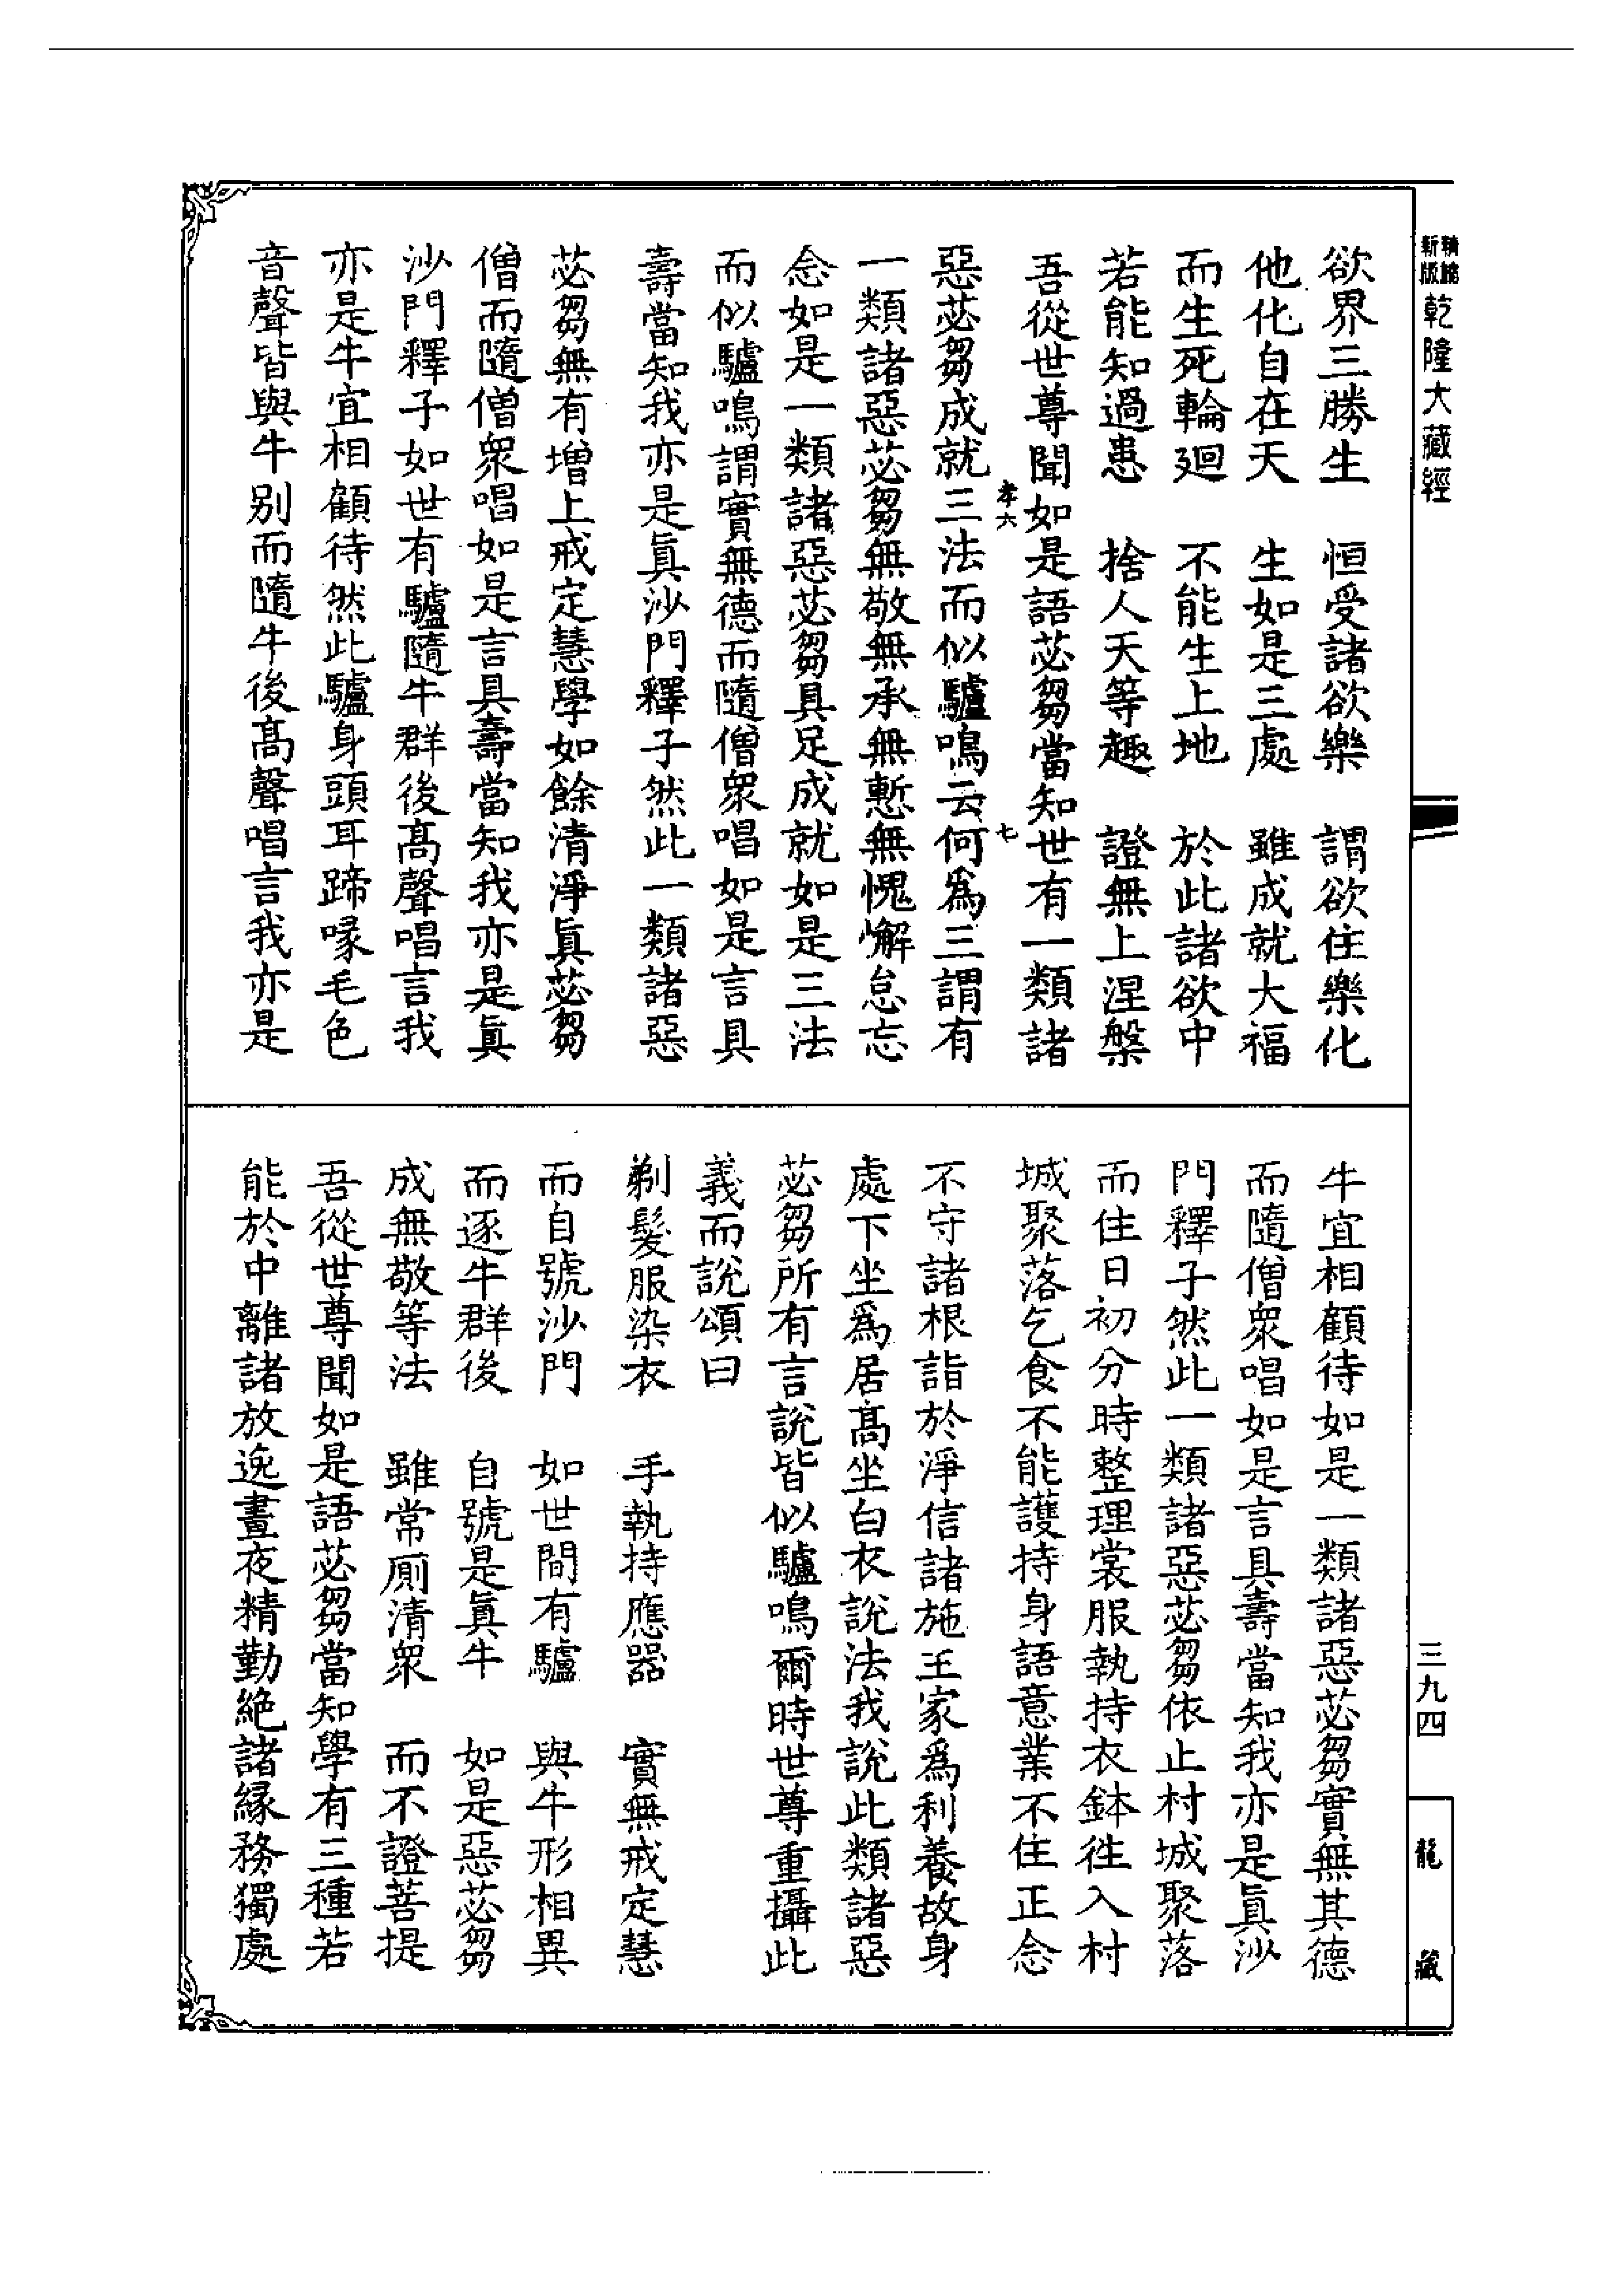 精縮
新版
乾隆大藏經
欲界三勝生　恒受諸欲樂　謂欲住樂化
他化自在天　生如是三處　雖成就大福
而生死輪迴　不能生上地　於此諸欲中
若能知過患　捨人天等趣　證無上涅槃
吾從世尊聞如是語苾芻當知世有一類諸
孝六　七
惡苾芻成就三法而似驢鳴云何為三謂有
一類諸惡苾芻無敬無承無慙無愧懈怠忘
念如是一類諸惡苾芻具足成就如是三法
而似驢鳴謂實無德而隨僧衆唱如是言具
壽當知我亦是眞沙門釋子然此一類諸惡
苾芻無有增上戒定慧學如餘清淨眞苾芻
僧而隨僧衆唱如是言具壽當知我亦是眞
沙門釋子如世有驢隨牛群後高聲唱言我
亦是牛宜相顧待然此驢身頭耳蹄喙毛色
音聲皆與牛別而隨牛後高聲唱言我亦是
牛宜相顧待如是一類諸惡苾芻實無其德
而隨僧衆唱如是言具壽當知我亦是眞沙
門釋子然此一類諸惡苾芻依止村城聚落
而住日初分時整理裳服執持衣鉢徃入村
城聚落乞食不能護持身語意業不住正念
不守諸根詣於淨信諸施王家爲利養故身
處下坐爲居高坐白衣說法我說此類諸惡
苾芻所有言說皆似驢鳴爾時世尊重攝此
義而說頌曰
剃髮服染衣　手執持應器　實無戒定慧
而自號沙門　如世間有驢　與牛形相異
而逐牛群後　自號是眞牛　如是惡苾芻
成無敬等法　雖常厠清衆　而不證菩提
吾從世尊聞如是語苾芻當知學有三種若
能於中離諸放逸晝夜精勤絶諸緣務獨處
三九四
龍藏